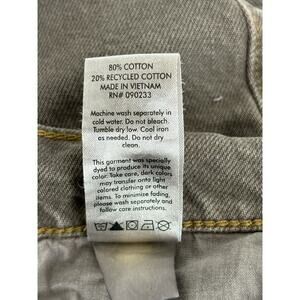 80% COTTON
20% RECYCLED COTTON
MADE IN VIETNAM
RN# 090233
Machine wash separately in
cold water. Do not bleach.
Tumble dry low. Cool iron
as needed. Do not dry
clean.
This garment was specially
dyed to produce its unique
color. Take care, dark colors
may transfer onto light
colored clothing or other
items. To minimize fading,
please wash separately and
follow care instructions.